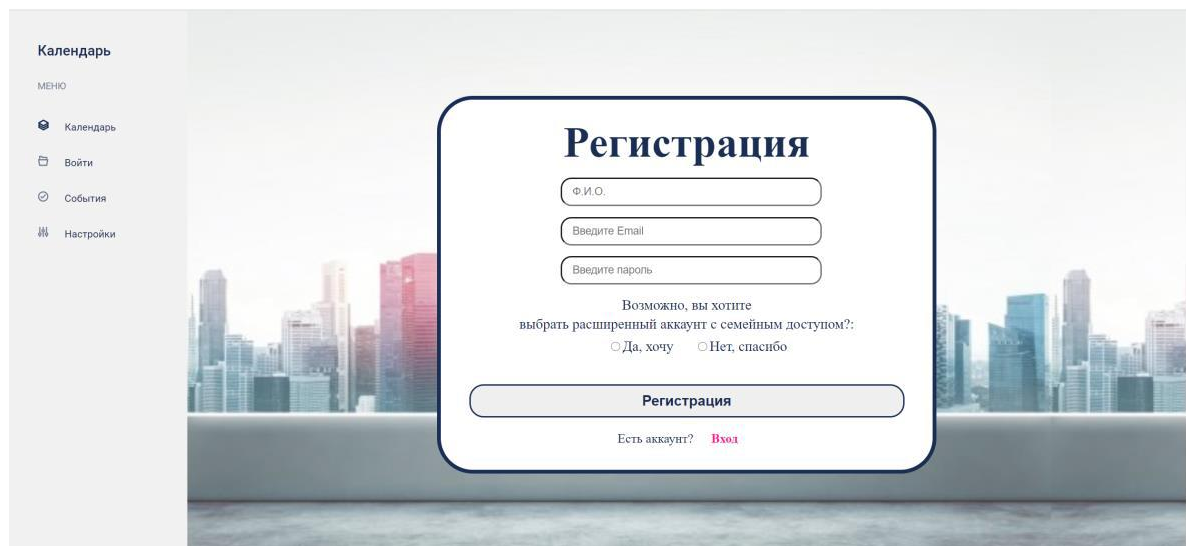 Календарь
МЕНЮ
Календарь
Войти
События
Настройки
Регистрация
Ф.И.О.
Введите Email
Введите пароль
Возможно, вы хотите
выбрать расширенный аккаунт с семейным доступом?:
Да, хочу Нет, спасибо
Регистрация
Есть аккаунт? Вход